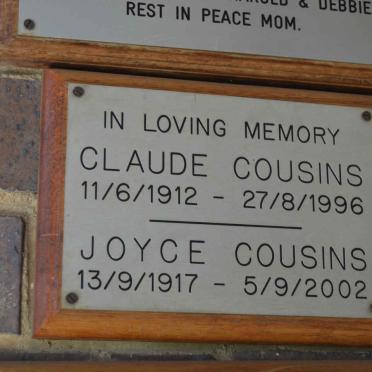 & DEBBIE
REST IN PEACE MOM.
IN LOVING MEMORY
CLAUDE COUSINS
11/6/1912 - 27/8/1996
JOYCE COUSINS
13/9/1917 - 5/9/2002